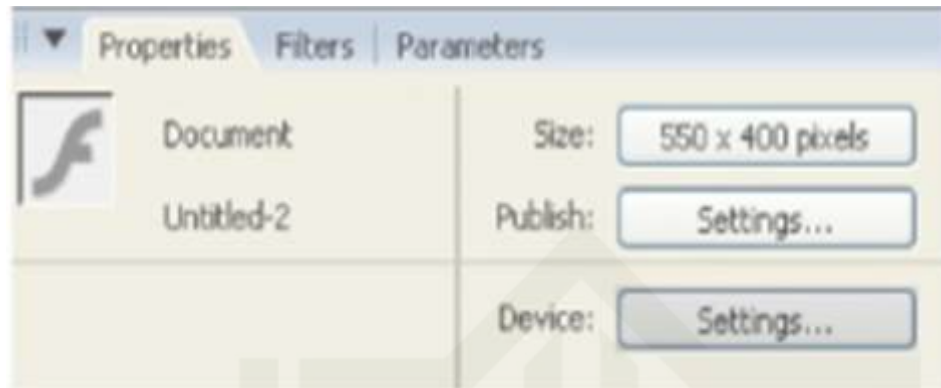 Properties Filters Parameters
Document Size: 550 x 400 pixels
Untitled-2 Publish: Settings...
Device: Settings...